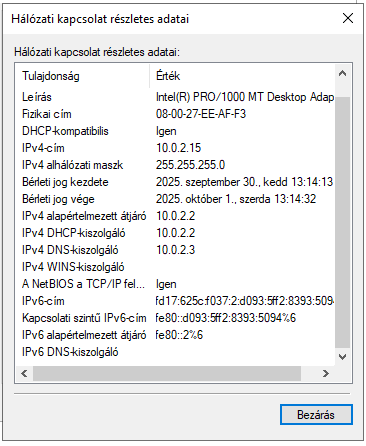 Hálózati kapcsolat részletes adatai
Hálózati kapcsolat részletes adatai:
Tulajdonság Érték
Leírás Intel(R) PRO/1000 MT Desktop Adap
Fizikai cím 08-00-27-EE-AF-F3
DHCP-kompatibilis Igen
IPv4-cím 10.0.2.15
IPv4 alhálózati maszk 255.255.255.0
Bérleti jog kezdete 2025. szeptember 30., kedd 13:14:13
Bérleti jog vége 2025. október 1., szerda 13:14:32
IPv4 alapértelmezett átjáró 10.0.2.2
IPv4 DHCP-kiszolgáló 10.0.2.2
IPv4 DNS-kiszolgáló 10.0.2.3
IPv4 WINS-kiszolgáló
A NetBIOS a TCP/IP fel... Igen
IPv6-cím fd17:625c:f037:2:d093:5ff2:8393:5094
Kapcsolati szintű IPv6-cím fe80::d093:5ff2:8393:5094%6
IPv6 alapértelmezett átjáró fe80::2%6
IPv6 DNS-kiszolgáló
Bezárás